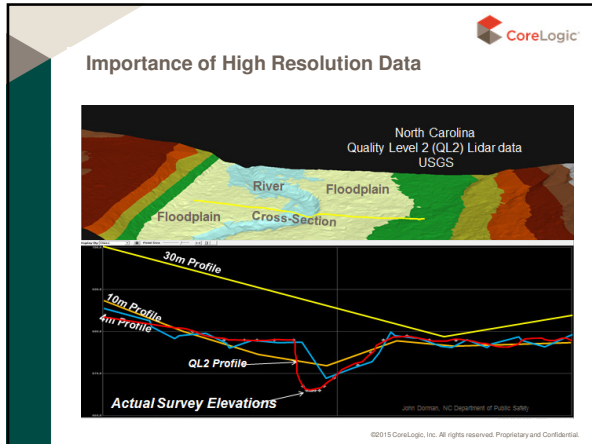 CoreLogic
Importance of High Resolution Data
North Carolina
Quality Level 2 (QL2) Lidar data
USGS
River
Floodplain
Floodplain
Cross-Section
30m Profile
10m Profile
4m Profile
QL2 Profile
Actual Survey Elevations
John Dorman, NC Department of Public Safety
©2015 CoreLogic, Inc. All rights reserved. Proprietary and Confidential.